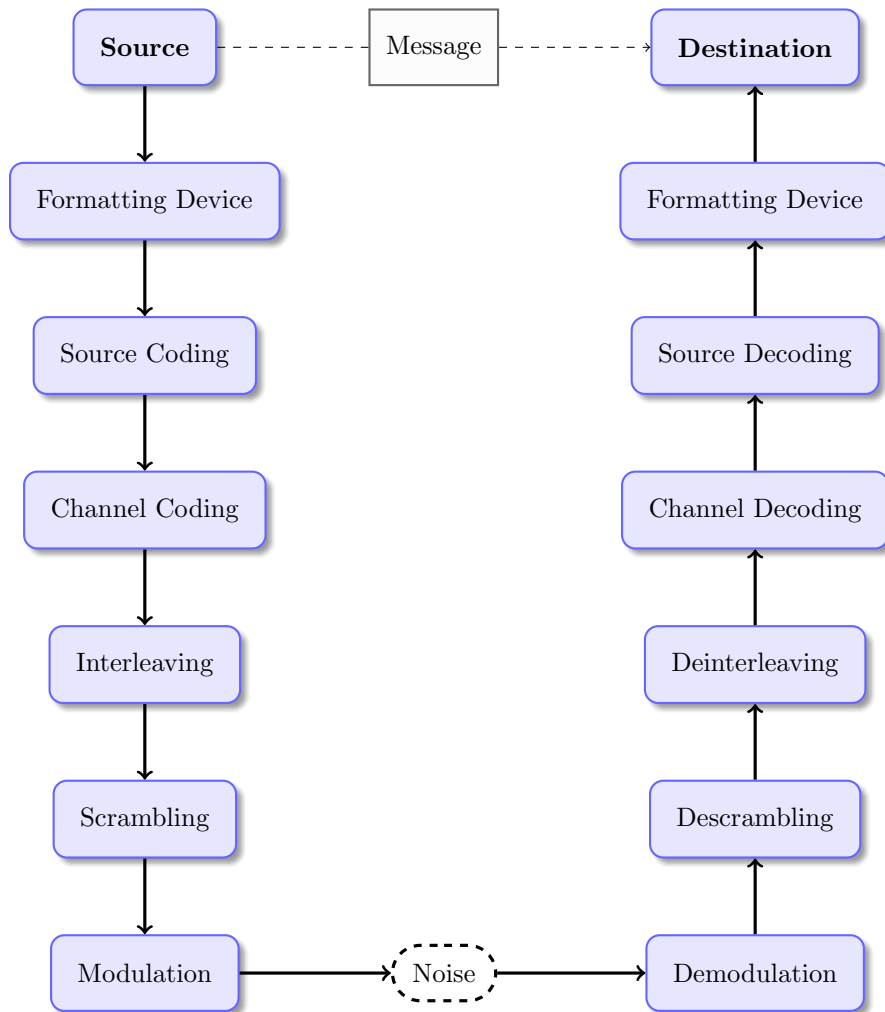 Source
Message
Destination
Formatting Device
Formatting Device
Source Coding
Source Decoding
Channel Coding
Channel Decoding
Interleaving
Deinterleaving
Scrambling
Descrambling
Modulation
Noise
Demodulation